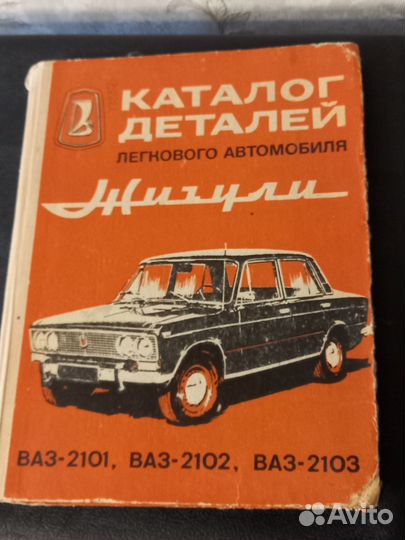 КАТАЛОГ
ДЕТАЛЕЙ
ЛЕГКОВОГО АВТОМОБИЛЯ
Жигули
ВАЗ-2101, ВАЗ-2102, ВАЗ-2103
Avito